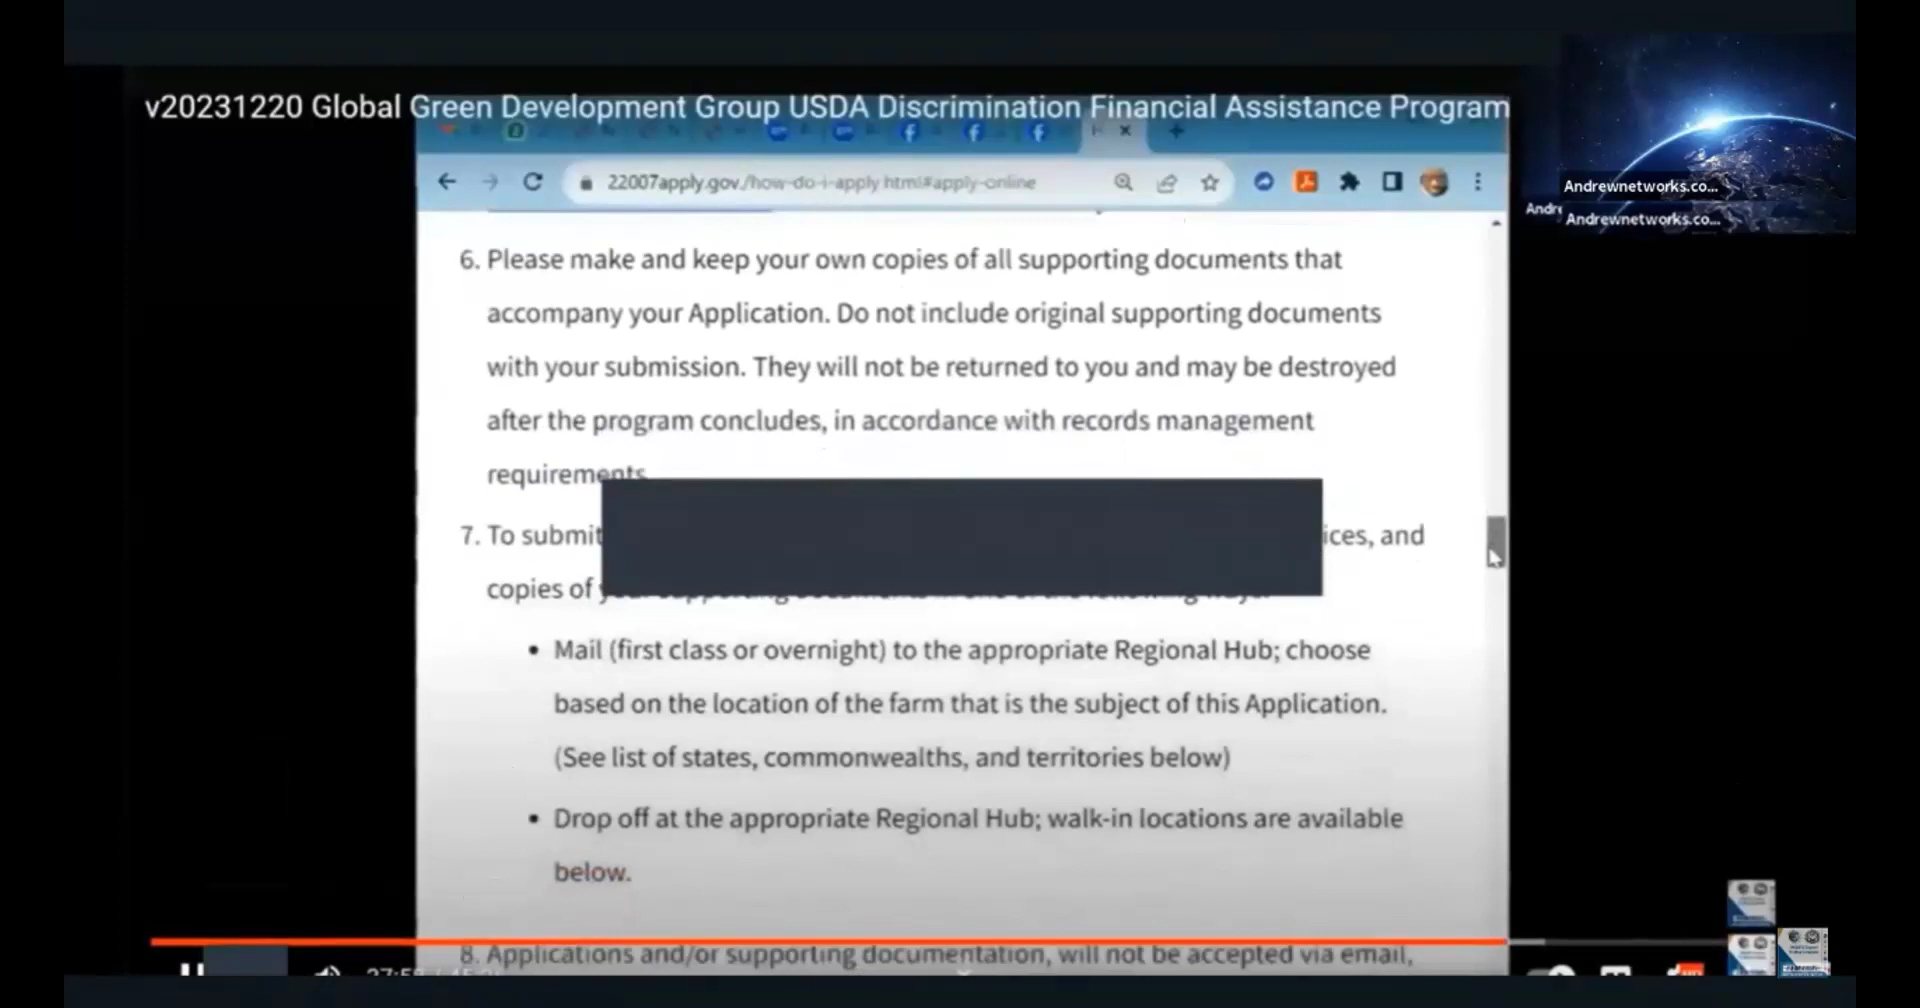 v20231220 Global Green Development Group USDA Discrimination Financial Assistance Program
22007apply.gov./how-do-i-apply.html#apply-online
Andrewnetworks.co...
Andre
Andrewnetworks.co...
6. Please make and keep your own copies of all supporting documents that
accompany your Application. Do not include original supporting documents
with your submission. They will not be returned to you and may be destroyed
after the program concludes, in accordance with records management
requirements
7. To submit ices, and
copies of
• Mail (first class or overnight) to the appropriate Regional Hub; choose
based on the location of the farm that is the subject of this Application.
(See list of states, commonwealths, and territories below)
• Drop off at the appropriate Regional Hub; walk-in locations are available
below.
8. Applications and/or supporting documentation, will not be accepted via email,